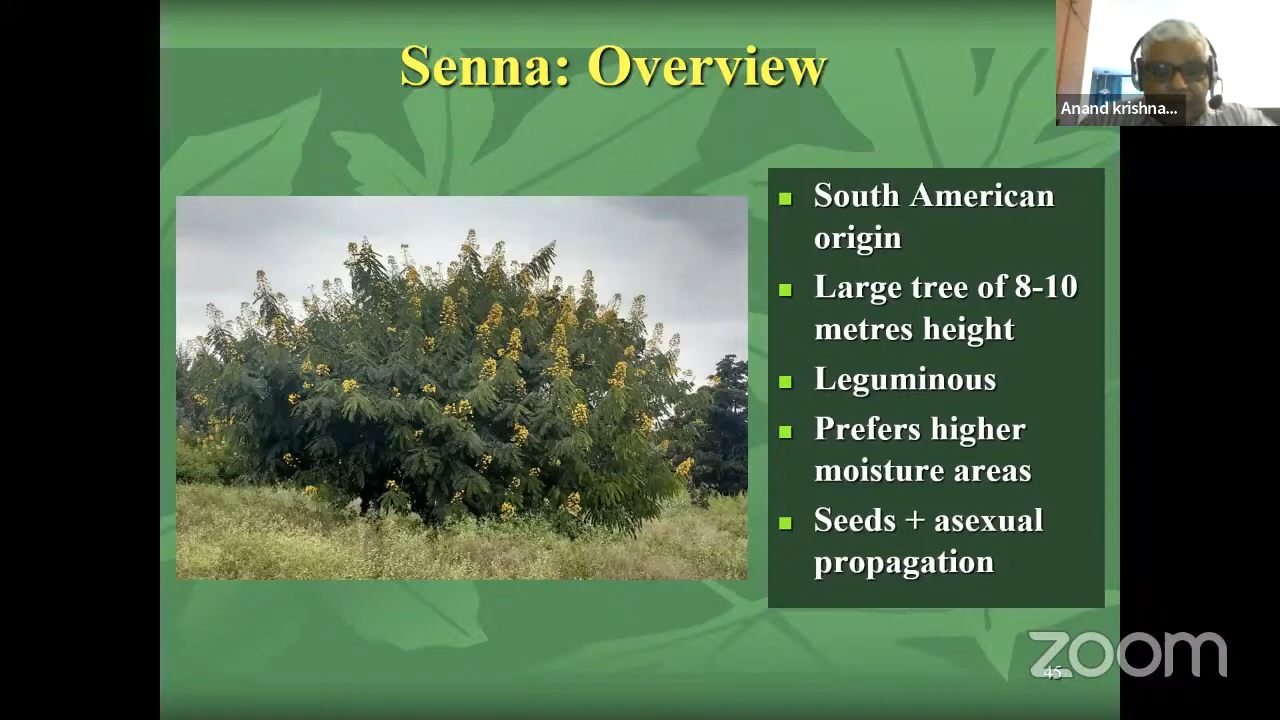 Senna: Overview
Anand krishna...
South American
origin
Large tree of 8-10
metres height
Leguminous
Prefers higher
moisture areas
Seeds + asexual
propagation
zoom
45